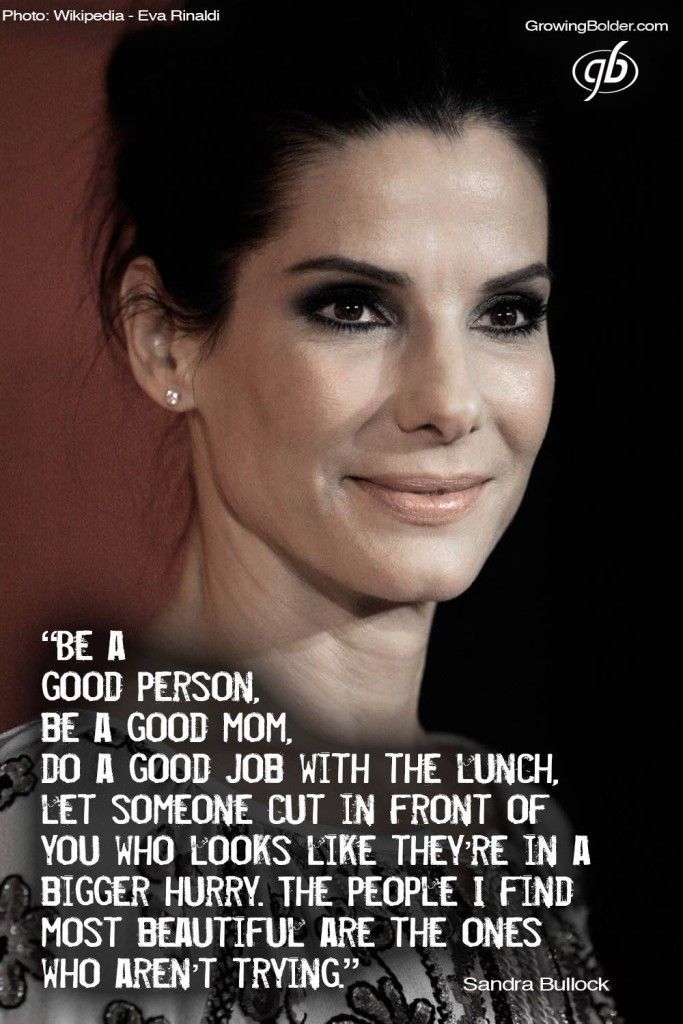 Photo: Wikipedia - Eva Rinaldi
GrowingBolder.com
gb
“BE A
GOOD PERSON,
BE A GOOD MOM,
DO A GOOD JOB WITH THE LUNCH,
LET SOMEONE CUT IN FRONT OF
YOU WHO LOOKS LIKE THEY’RE IN A
BIGGER HURRY. THE PEOPLE I FIND
MOST BEAUTIFUL ARE THE ONES
WHO AREN’T TRYING.”
Sandra Bullock